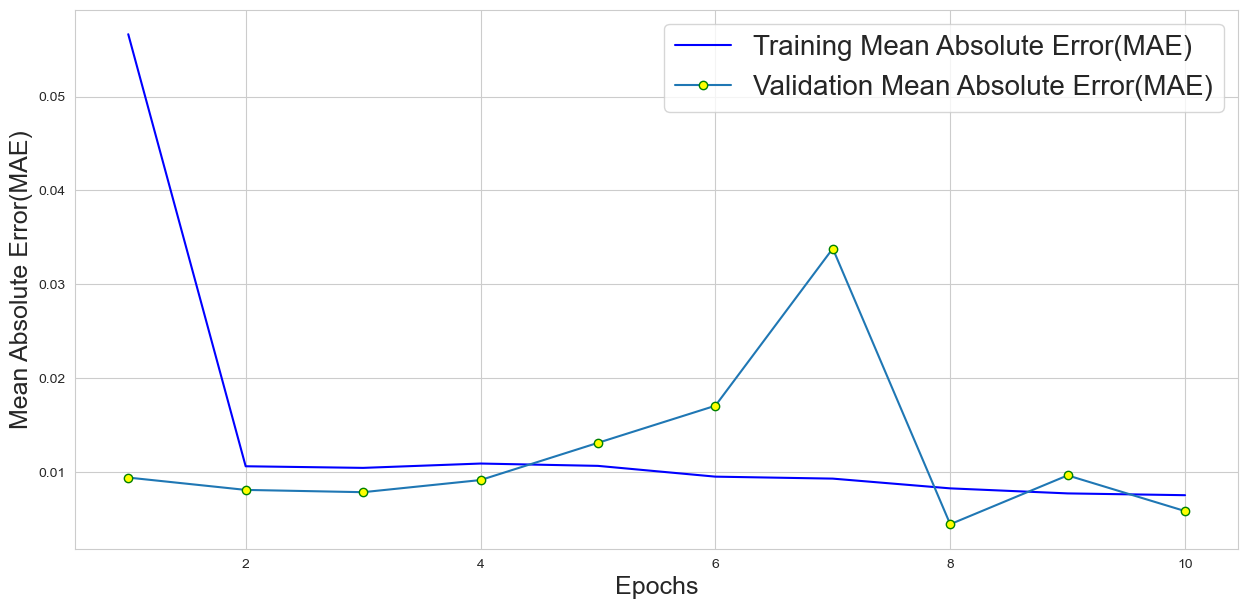 Training Mean Absolute Error(MAE)
Validation Mean Absolute Error(MAE)
Mean Absolute Error(MAE)
0.05
0.04
0.03
0.02
0.01
2 4 6 8 10
Epochs